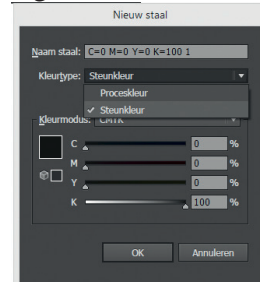 Nieuw staal
Naam staal: C=0 M=0 Y=0 K=100 1
Kleurtype: Steunkleur
Proceskleur
✓ Steunkleur
Kleurmodus: CMYK
C 0 %
M 0 %
Y 0 %
K 100 %
OK Annuleren